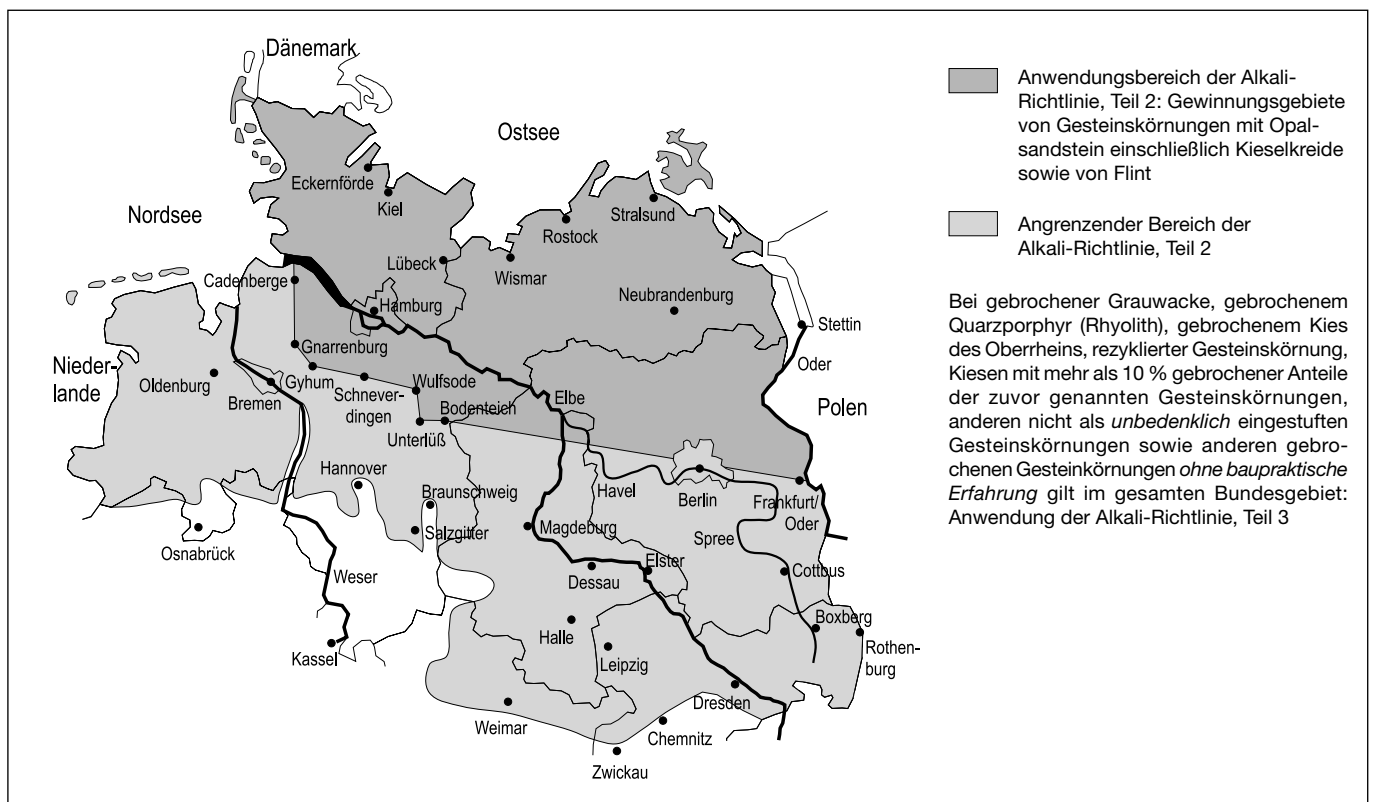 Dänemark
Ostsee
Nordsee
Eckernförde
Kiel
Stralsund
Rostock
Lübeck
Wismar
Cadenberge
Hamburg
Neubrandenburg
Stettin
Oder
Gnarrenburg
Nieder-
lande
Oldenburg
Bremen
Gyhum
Schnever-
dingen
Wulfsode
Bodenteich
Unterlüß
Elbe
Polen
Hannover
Braunschweig
Salzgitter
Havel
Berlin
Frankfurt/
Oder
Osnabrück
Magdeburg
Spree
Weser
Dessau
Elster
Cottbus
Boxberg
Rothen-
burg
Kassel
Halle
Leipzig
Weimar
Dresden
Chemnitz
Zwickau
Anwendungsbereich der Alkali-
Richtlinie, Teil 2: Gewinnungsgebiete
von Gesteinskörnungen mit Opal-
sandstein einschließlich Kieselkreide
sowie von Flint
Angrenzender Bereich der
Alkali-Richtlinie, Teil 2
Bei gebrochener Grauwacke, gebrochenem
Quarzporphyr (Rhyolith), gebrochenem Kies
des Oberrheins, rezyklierter Gesteinskörnung,
Kiesen mit mehr als 10 % gebrochener Anteile
der zuvor genannten Gesteinskörnungen,
anderen nicht als unbedenklich eingestuften
Gesteinskörnungen sowie anderen gebro-
chenen Gesteinkörnungen ohne baupraktische
Erfahrung gilt im gesamten Bundesgebiet:
Anwendung der Alkali-Richtlinie, Teil 3